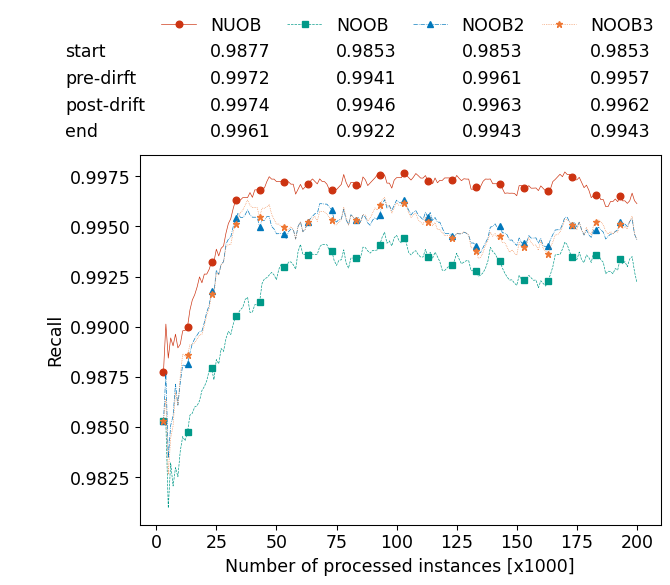 NUOB NOOB NOOB2 NOOB3
start 0.9877 0.9853 0.9853 0.9853
pre-dirft 0.9972 0.9941 0.9961 0.9957
post-drift 0.9974 0.9946 0.9963 0.9962
end 0.9961 0.9922 0.9943 0.9943
0.9975
0.9950
0.9925
0.9900
0.9875
0.9850
0.9825
Recall
0 25 50 75 100 125 150 175 200
Number of processed instances [x1000]